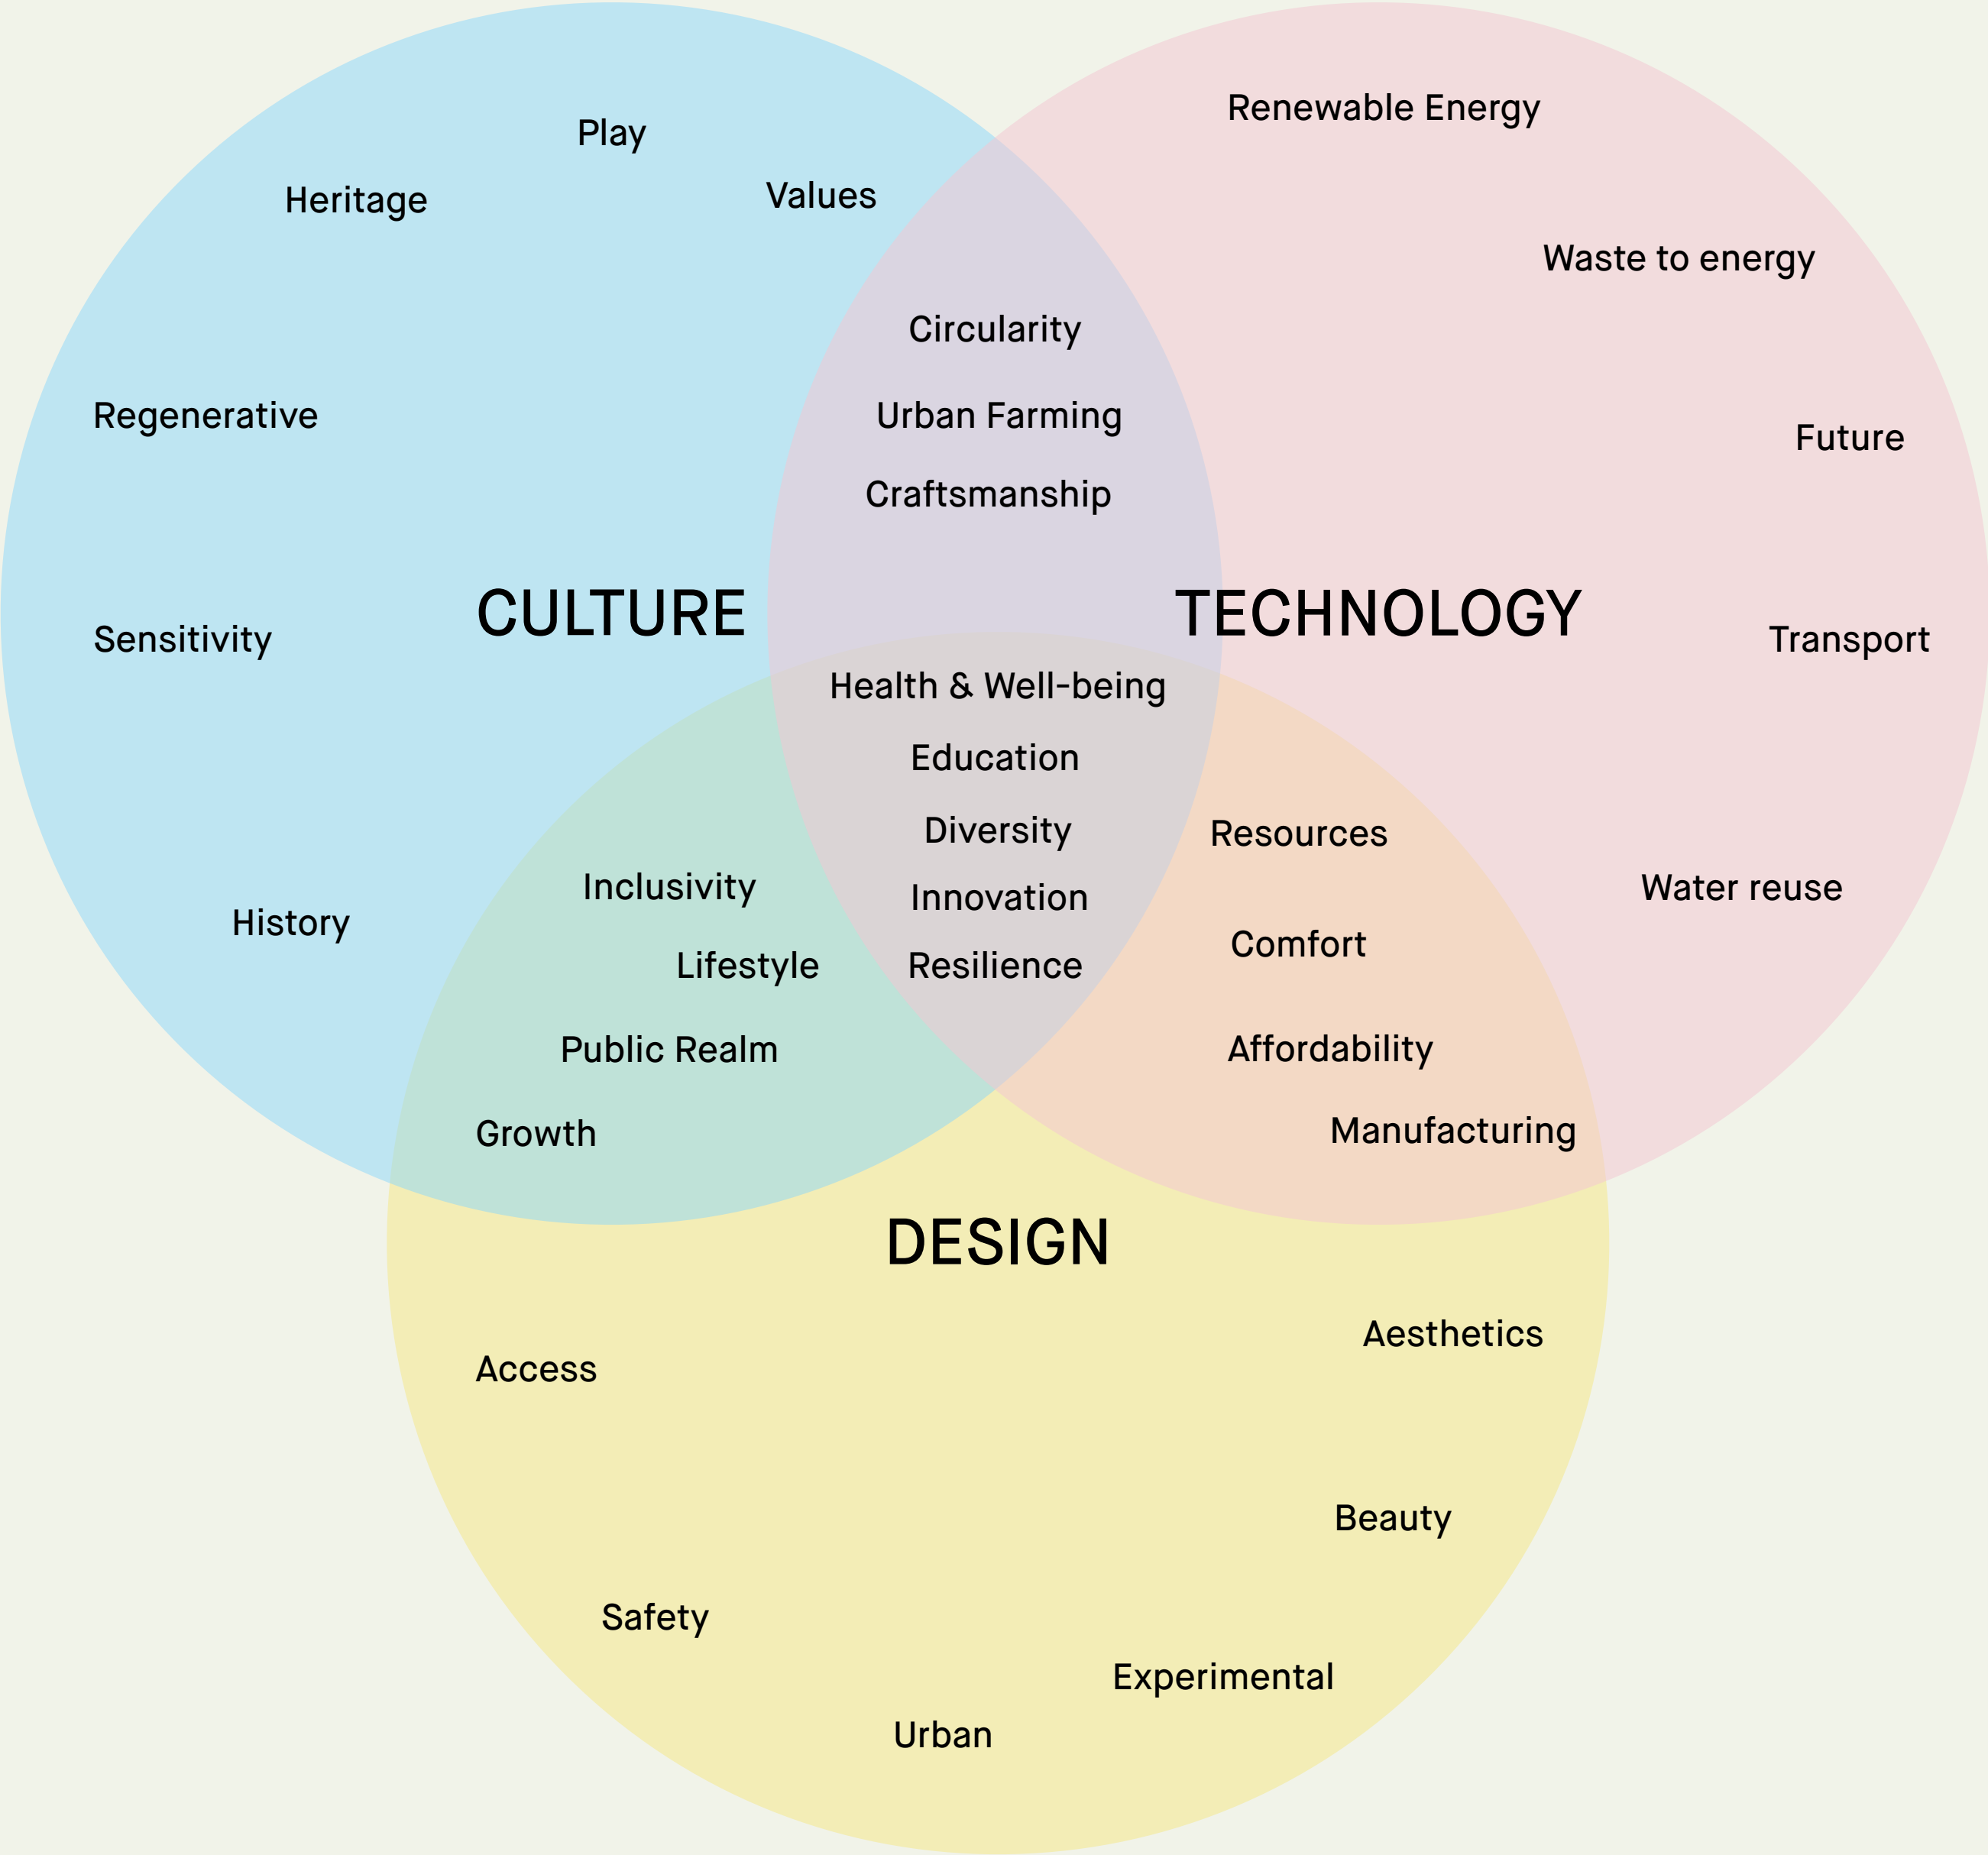 Renewable Energy
Play
Values
Heritage
Waste to energy
Circularity
Urban Farming
Regenerative
Future
Craftsmanship
CULTURE
TECHNOLOGY
Sensitivity
Transport
Health & Well-being
Education
Diversity
Resources
Inclusivity
Innovation
Water reuse
History
Comfort
Lifestyle
Resilience
Public Realm
Affordability
Growth
Manufacturing
DESIGN
Aesthetics
Access
Beauty
Safety
Experimental
Urban